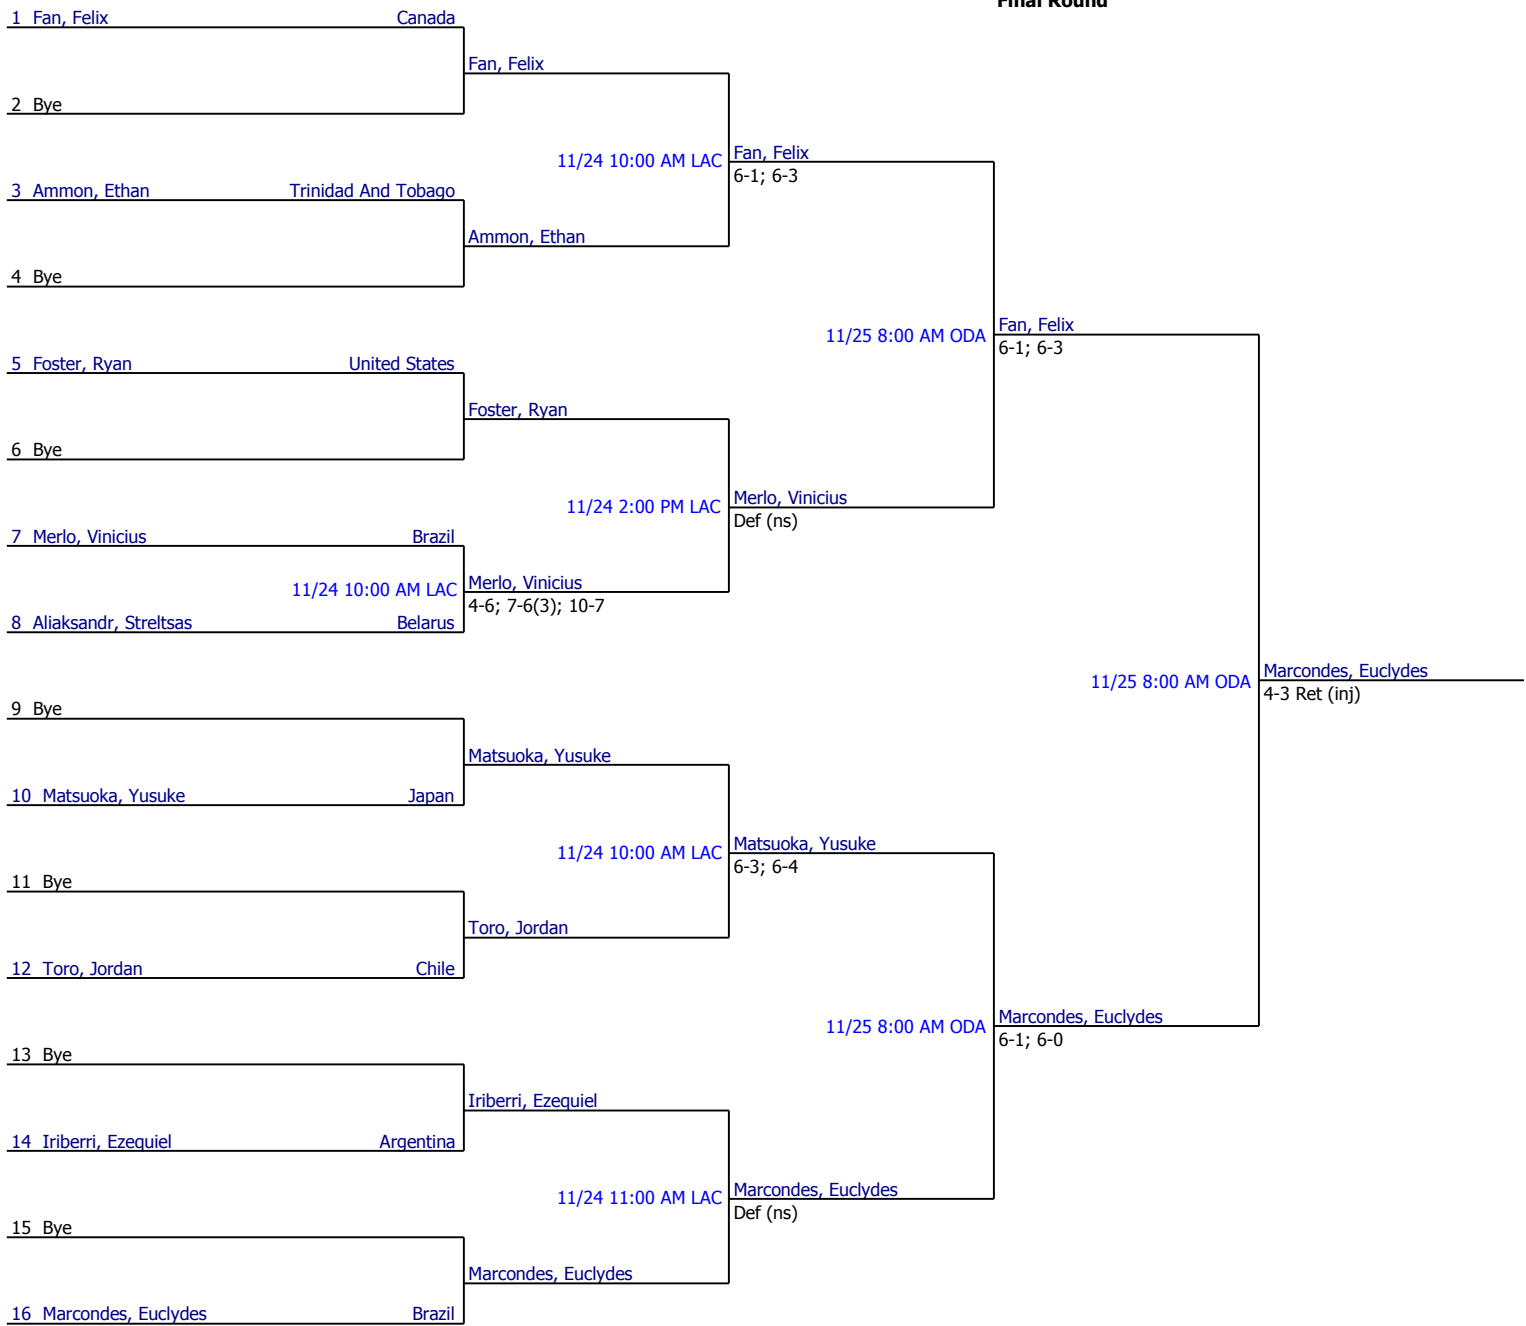 Final Round
1 Fan, Felix Canada
Fan, Felix
2 Bye
11/24 10:00 AM LAC Fan, Felix
6-1; 6-3
3 Ammon, Ethan Trinidad And Tobago
Ammon, Ethan
4 Bye
11/25 8:00 AM ODA Fan, Felix
6-1; 6-3
5 Foster, Ryan United States
Foster, Ryan
6 Bye
11/24 2:00 PM LAC Merlo, Vinicius
Def (ns)
7 Merlo, Vinicius Brazil
11/24 10:00 AM LAC Merlo, Vinicius
4-6; 7-6(3); 10-7
8 Aliaksandr, Streltsas Belarus
11/25 8:00 AM ODA Marcondes, Euclydes
4-3 Ret (inj)
9 Bye
Matsuoka, Yusuke
10 Matsuoka, Yusuke Japan
11/24 10:00 AM LAC Matsuoka, Yusuke
6-3; 6-4
11 Bye
Toro, Jordan
12 Toro, Jordan Chile
11/25 8:00 AM ODA Marcondes, Euclydes
6-1; 6-0
13 Bye
Iriberri, Ezequiel
14 Iriberri, Ezequiel Argentina
11/24 11:00 AM LAC Marcondes, Euclydes
Def (ns)
15 Bye
Marcondes, Euclydes
16 Marcondes, Euclydes Brazil